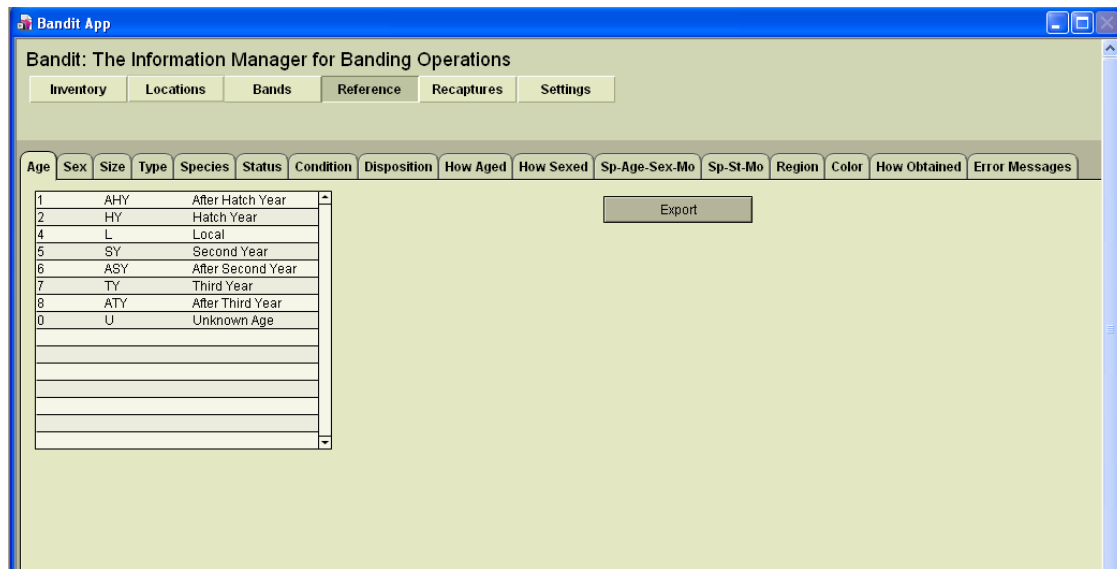 Bandit App
Bandit: The Information Manager for Banding Operations
Inventory Locations Bands Reference Recaptures Settings
Age Sex Size Type Species Status Condition Disposition How Aged How Sexed Sp-Age-Sex-Mo Sp-St-Mo Region Color How Obtained Error Messages
1 AHY After Hatch Year
2 HY Hatch Year
4 L Local
5 SY Second Year
6 ASY After Second Year
7 TY Third Year
8 ATY After Third Year
0 U Unknown Age
Export